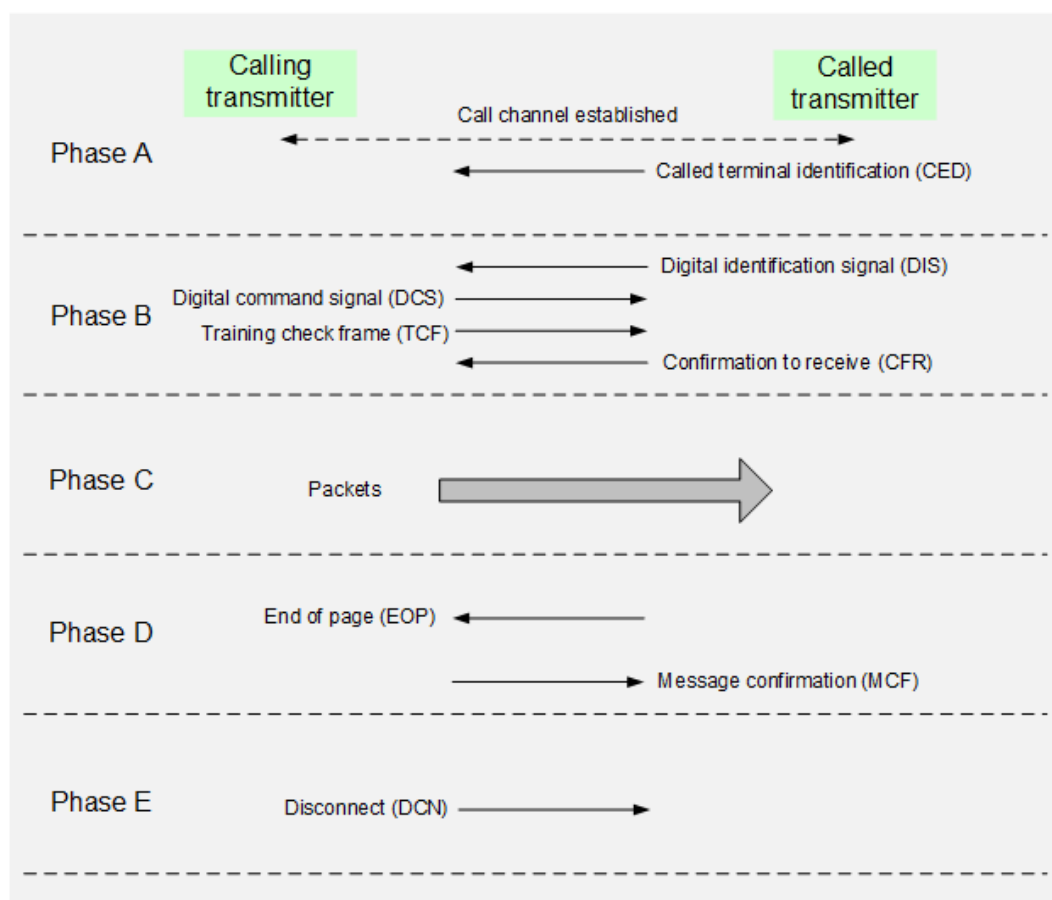 Calling
transmitter
Called
transmitter
Call channel established
Phase A
Called terminal identification (CED)
Digital identification signal (DIS)
Digital command signal (DCS)
Phase B
Training check frame (TCF)
Confirmation to receive (CFR)
Phase C
Packets
End of page (EOP)
Phase D
Message confirmation (MCF)
Phase E
Disconnect (DCN)